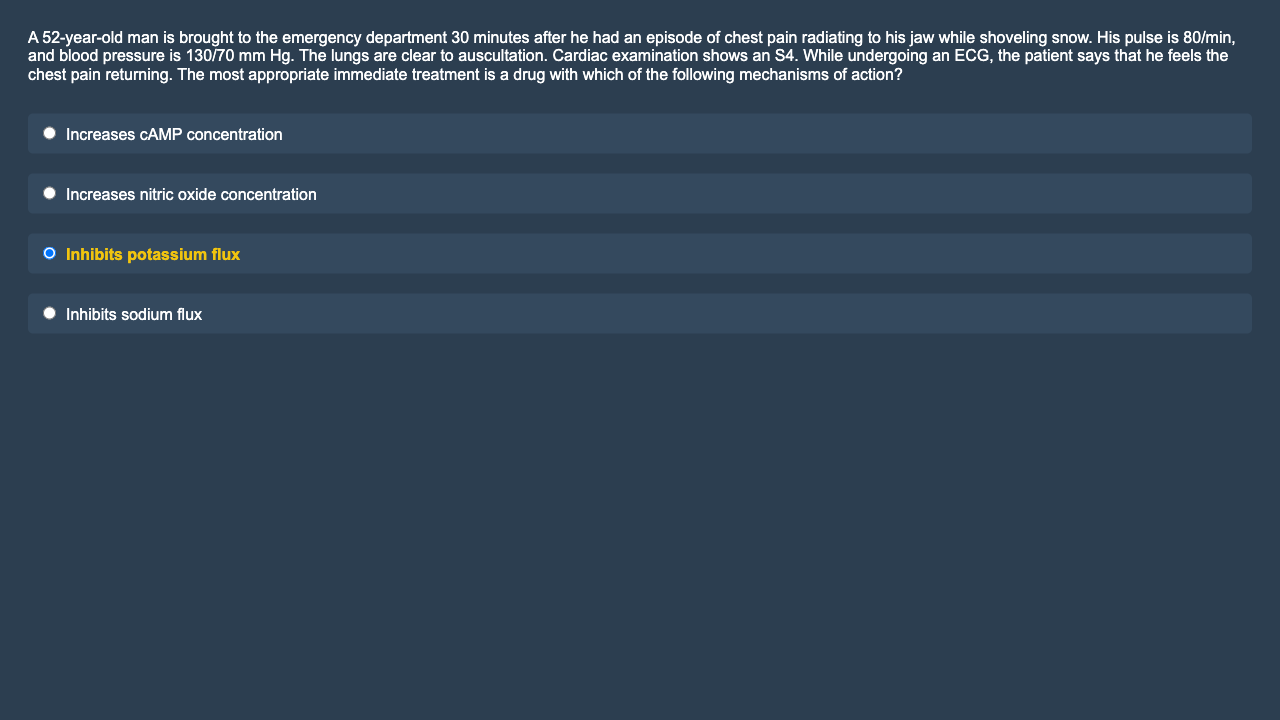 A 52-year-old man is brought to the emergency department 30 minutes after he had an episode of chest pain radiating to his jaw while shoveling snow. His pulse is 80/min,
and blood pressure is 130/70 mm Hg. The lungs are clear to auscultation. Cardiac examination shows an S4. While undergoing an ECG, the patient says that he feels the
chest pain returning. The most appropriate immediate treatment is a drug with which of the following mechanisms of action?
Increases cAMP concentration
Increases nitric oxide concentration
Inhibits potassium flux
Inhibits sodium flux